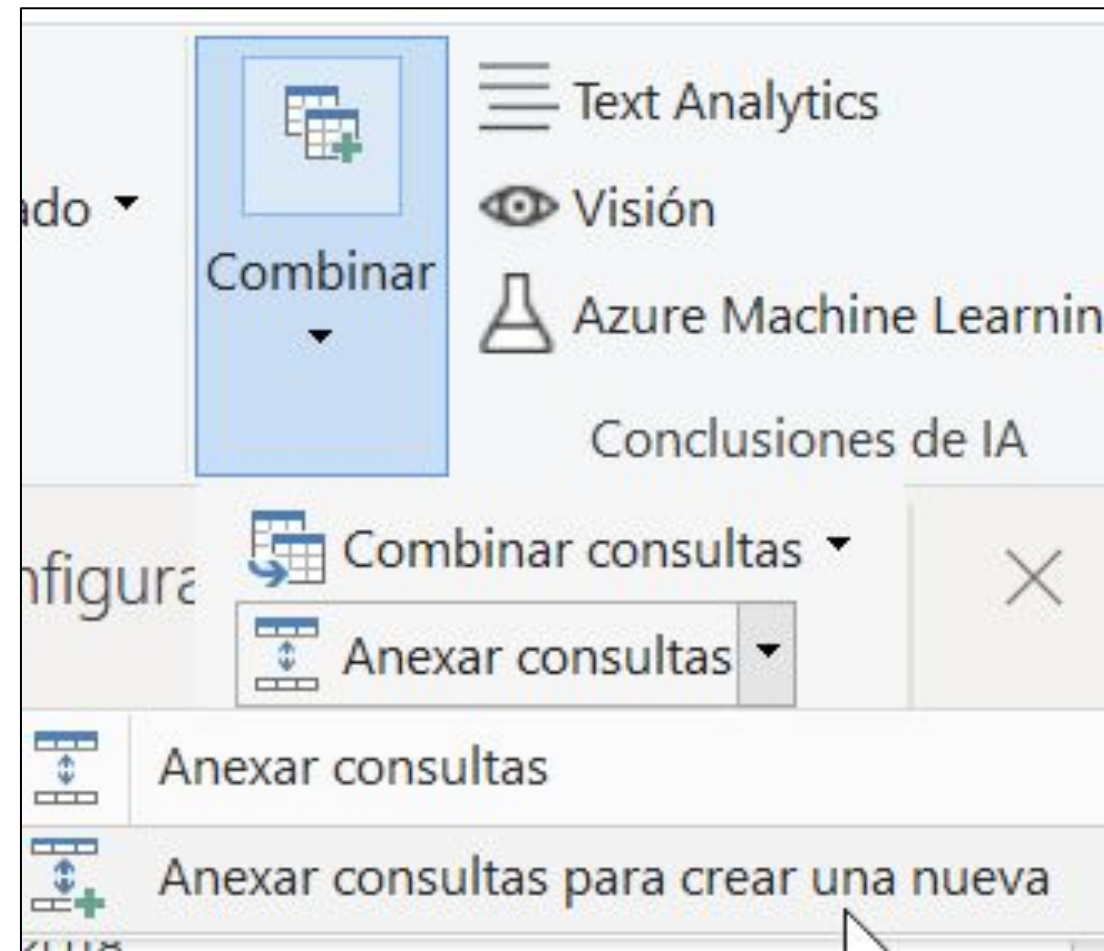 Text Analytics
ado
Visión
Combinar
Azure Machine Learnin
Conclusiones de IA
nfigura
Combinar consultas
Anexar consultas
Anexar consultas
Anexar consultas para crear una nueva